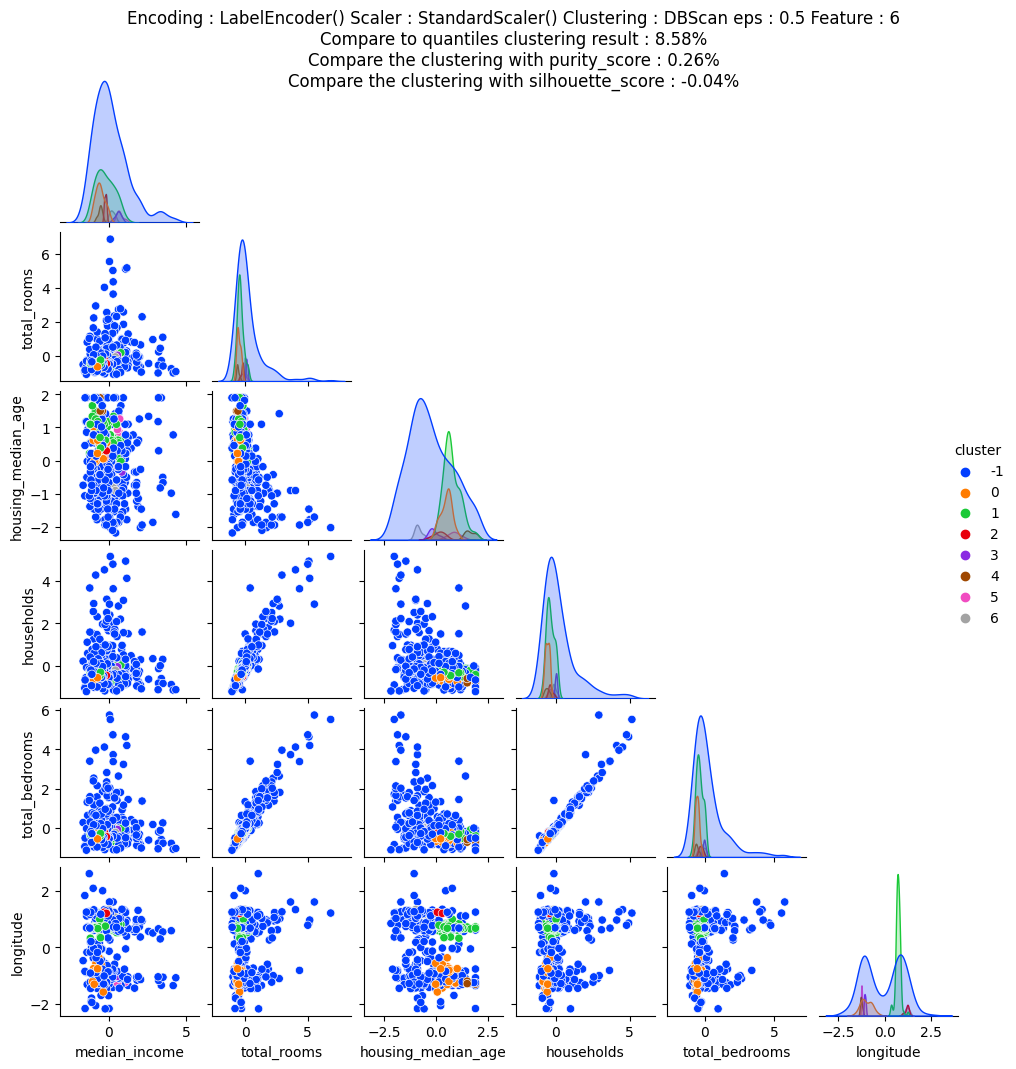 Encoding : LabelEncoder() Scaler : StandardScaler() Clustering : DBScan eps : 0.5 Feature : 6
Compare to quantiles clustering result : 8.58%
Compare the clustering with purity_score : 0.26%
Compare the clustering with silhouette_score : -0.04%
total_rooms
6
4
2
0
housing_median_age
2
1
0
−1
−2
households
4
2
0
total_bedrooms
6
4
2
0
longitude
2
0
−2
0
5
median_income
0
5
total_rooms
−2.5
0.0
2.5
housing_median_age
0
5
households
0
5
total_bedrooms
−2.5
0.0
2.5
longitude
cluster
-1
0
1
2
3
4
5
6